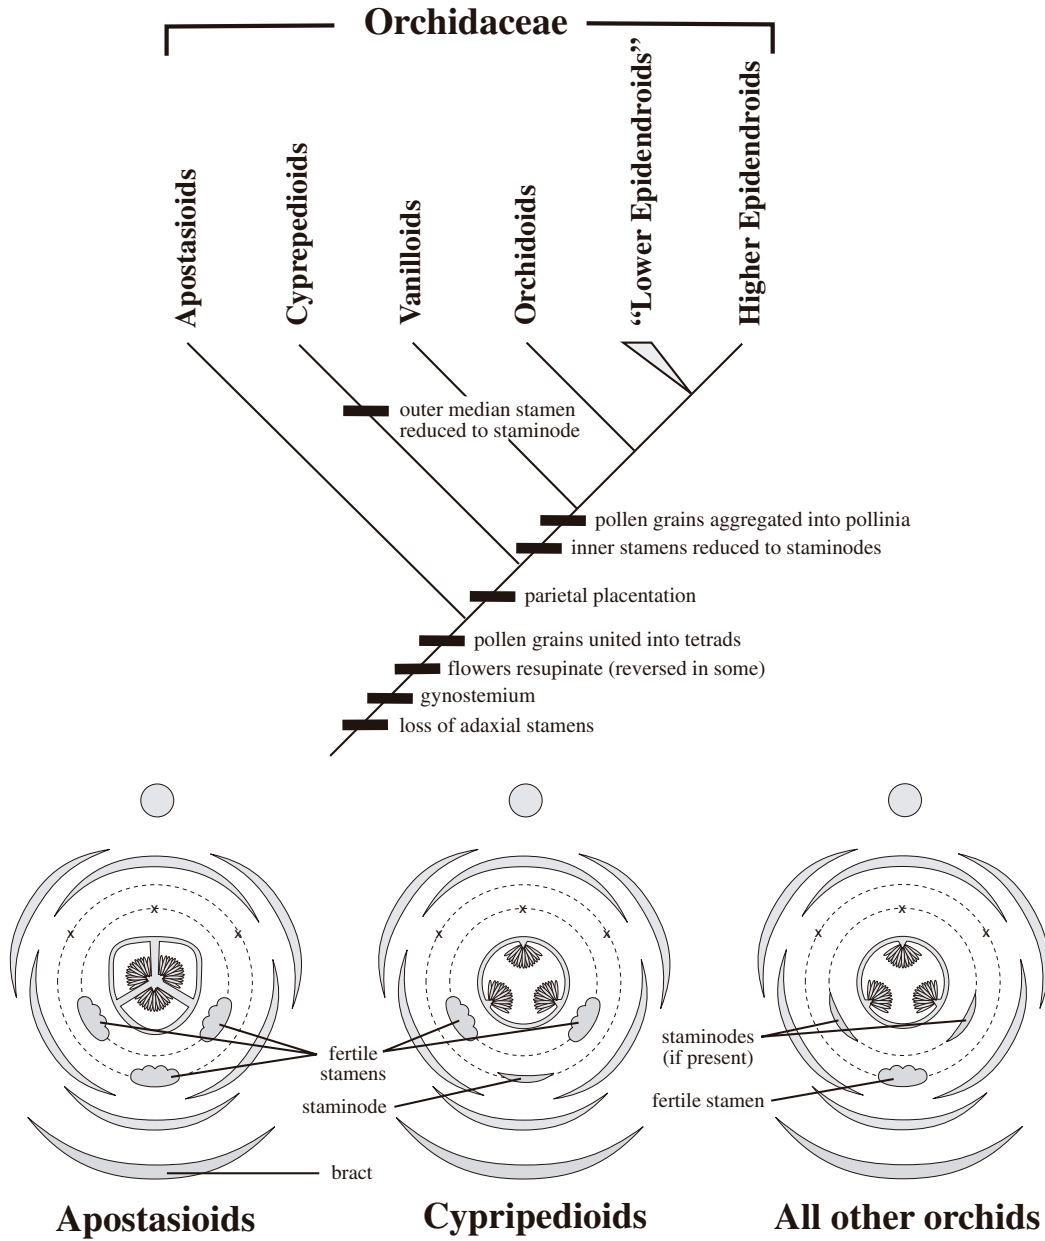 Orchidaceae
Apostasioids
Cyprepedioids
Vanilloids
Orchidoids
“Lower Epidendroids”
Higher Epidendroids
outer median stamen
reduced to staminode
pollen grains aggregated into pollinia
inner stamens reduced to staminodes
parietal placentation
pollen grains united into tetrads
flowers resupinate (reversed in some)
gynostemium
loss of adaxial stamens
x
x
x
x
x
x
x
x
x
fertile
stamens
staminode
bract
staminodes
(if present)
fertile stamen
Apostasioids
Cypripedioids
All other orchids